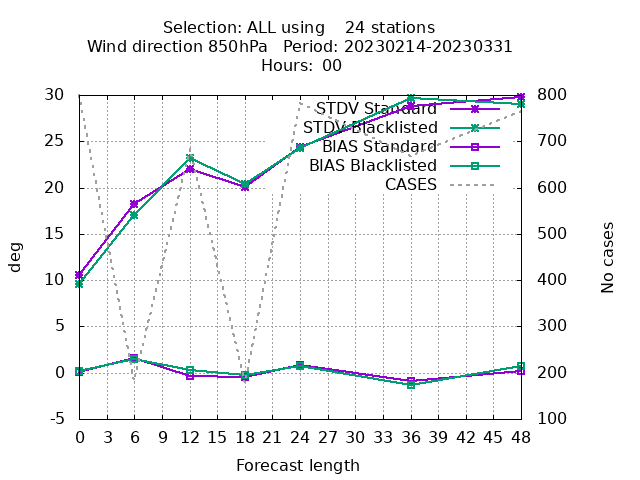 Selection: ALL using    24 stations
Wind direction 850hPa   Period: 20230214-20230331
Hours:  00
STDV Standard
STDV Blacklisted
BIAS Standard
BIAS Blacklisted
CASES
30
25
20
15
10
5
0
-5
deg
800
700
600
500
400
300
200
100
No cases
0 3 6 9 12 15 18 21 24 27 30 33 36 39 42 45 48
Forecast length